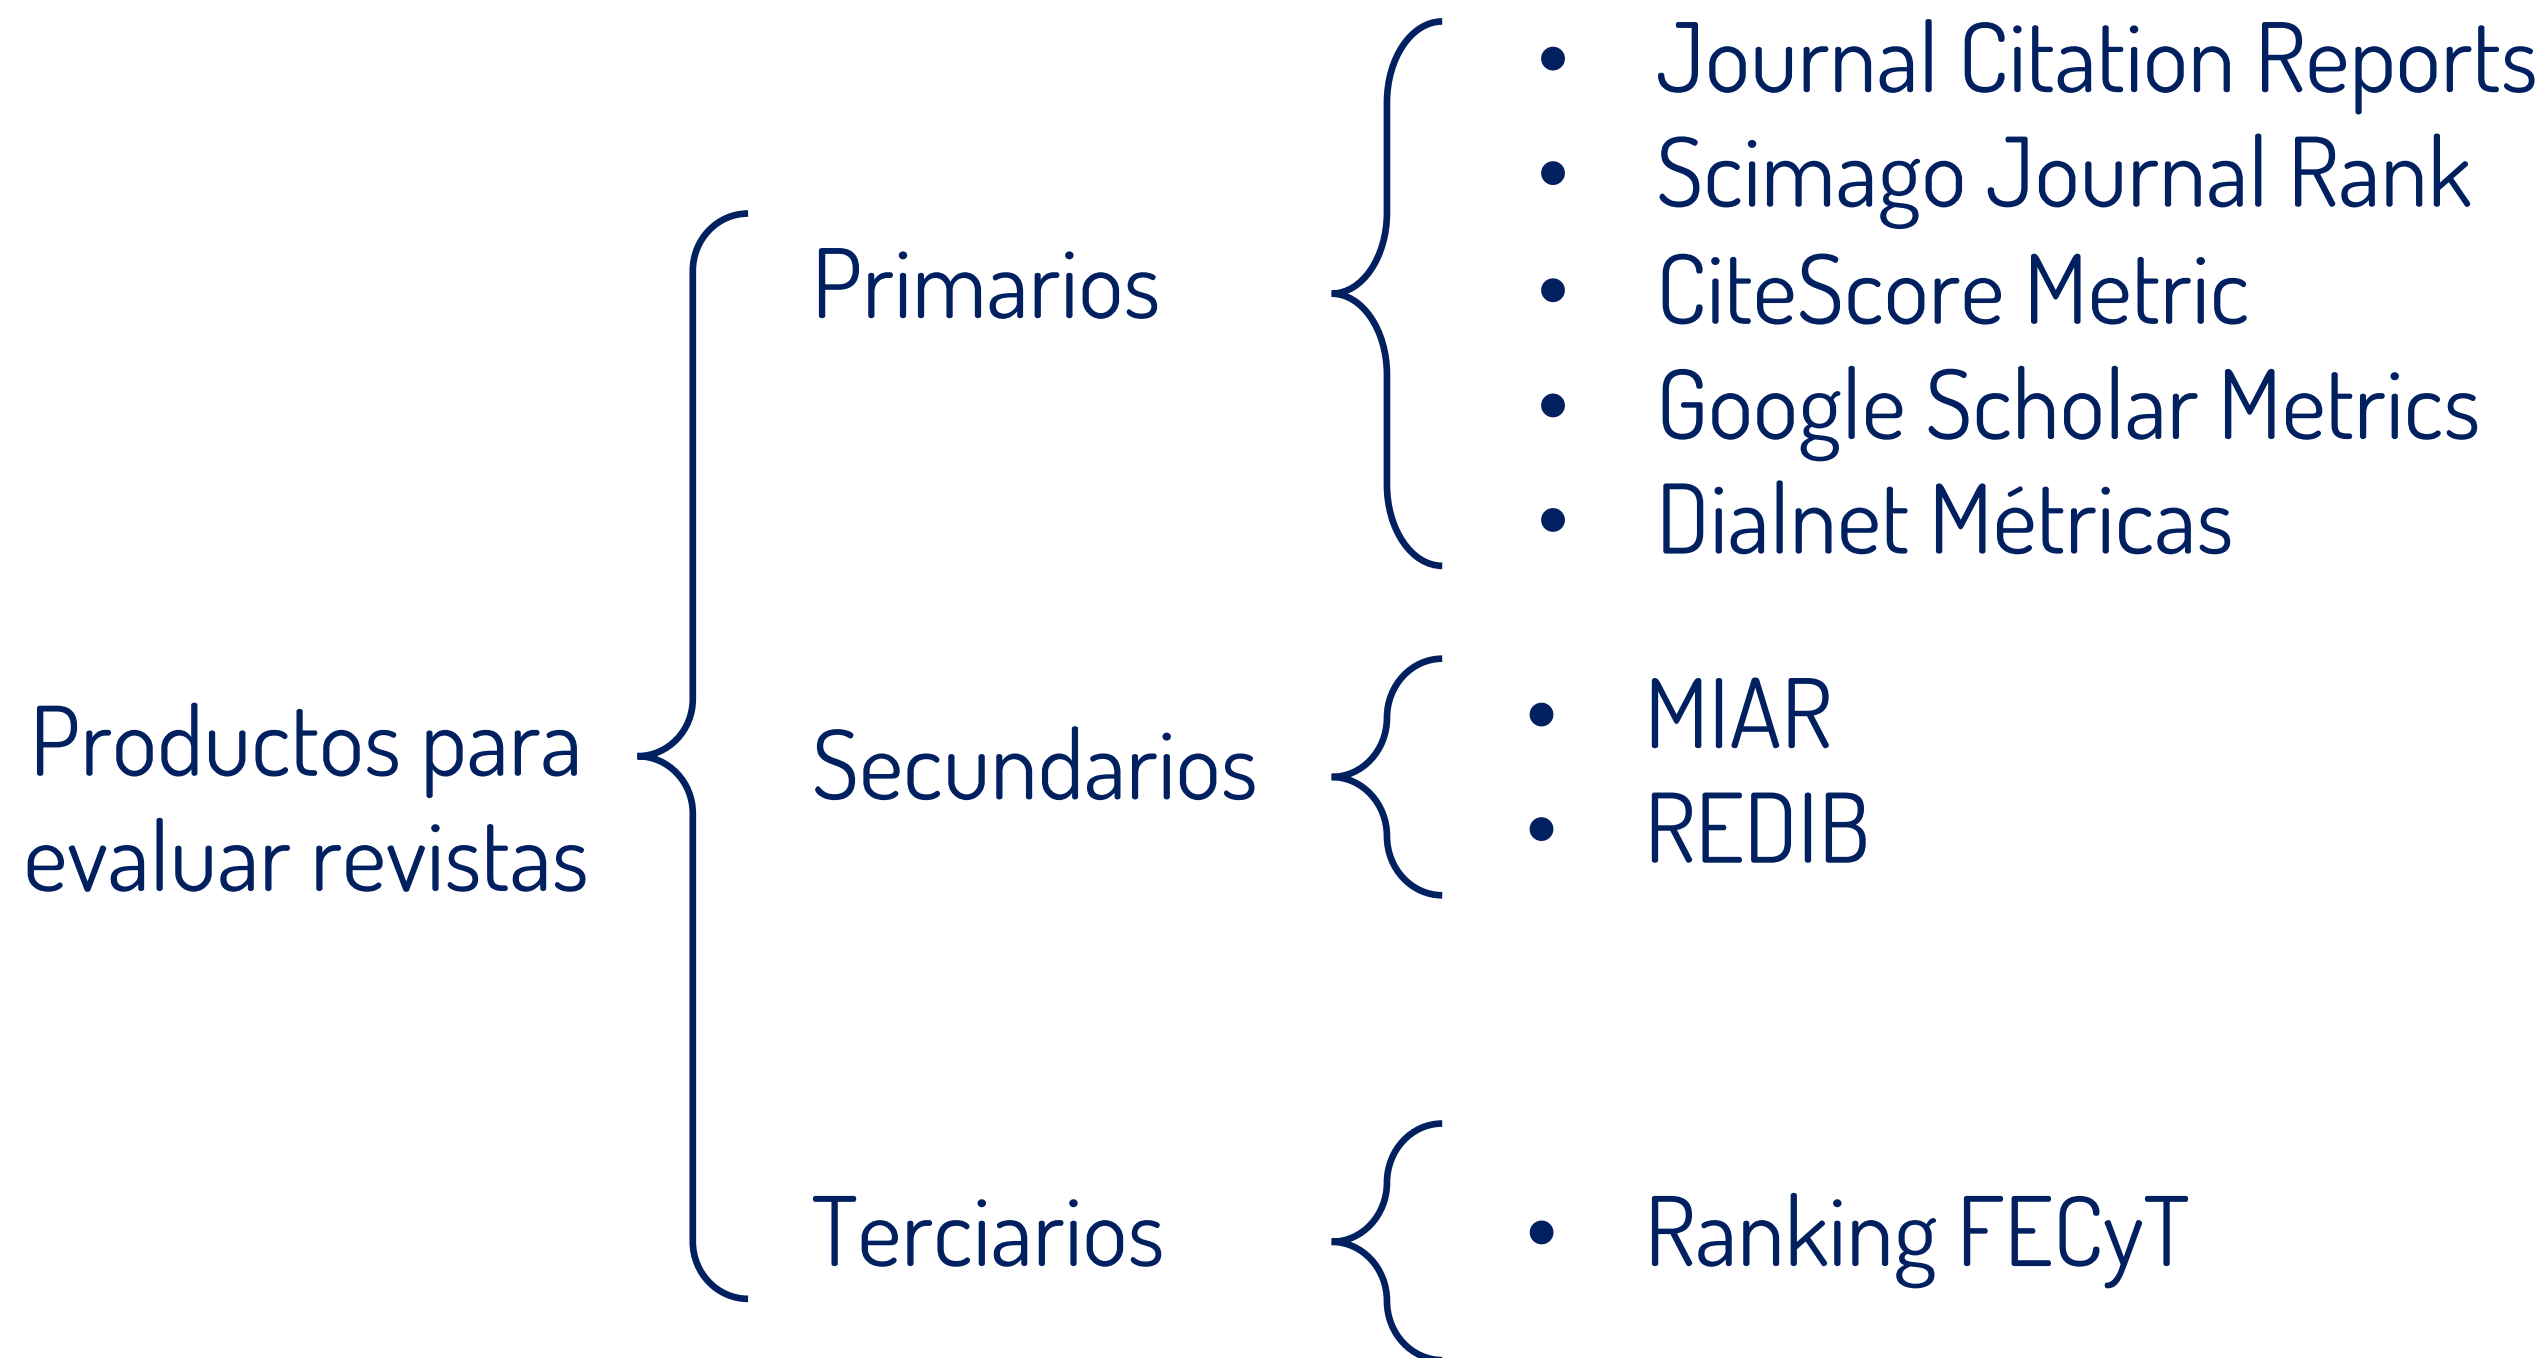 Productos para
evaluar revistas
Primarios
• Journal Citation Reports
• Scimago Journal Rank
• CiteScore Metric
• Google Scholar Metrics
• Dialnet Métricas
Secundarios
• MIAR
• REDIB
Terciarios
• Ranking FECyT